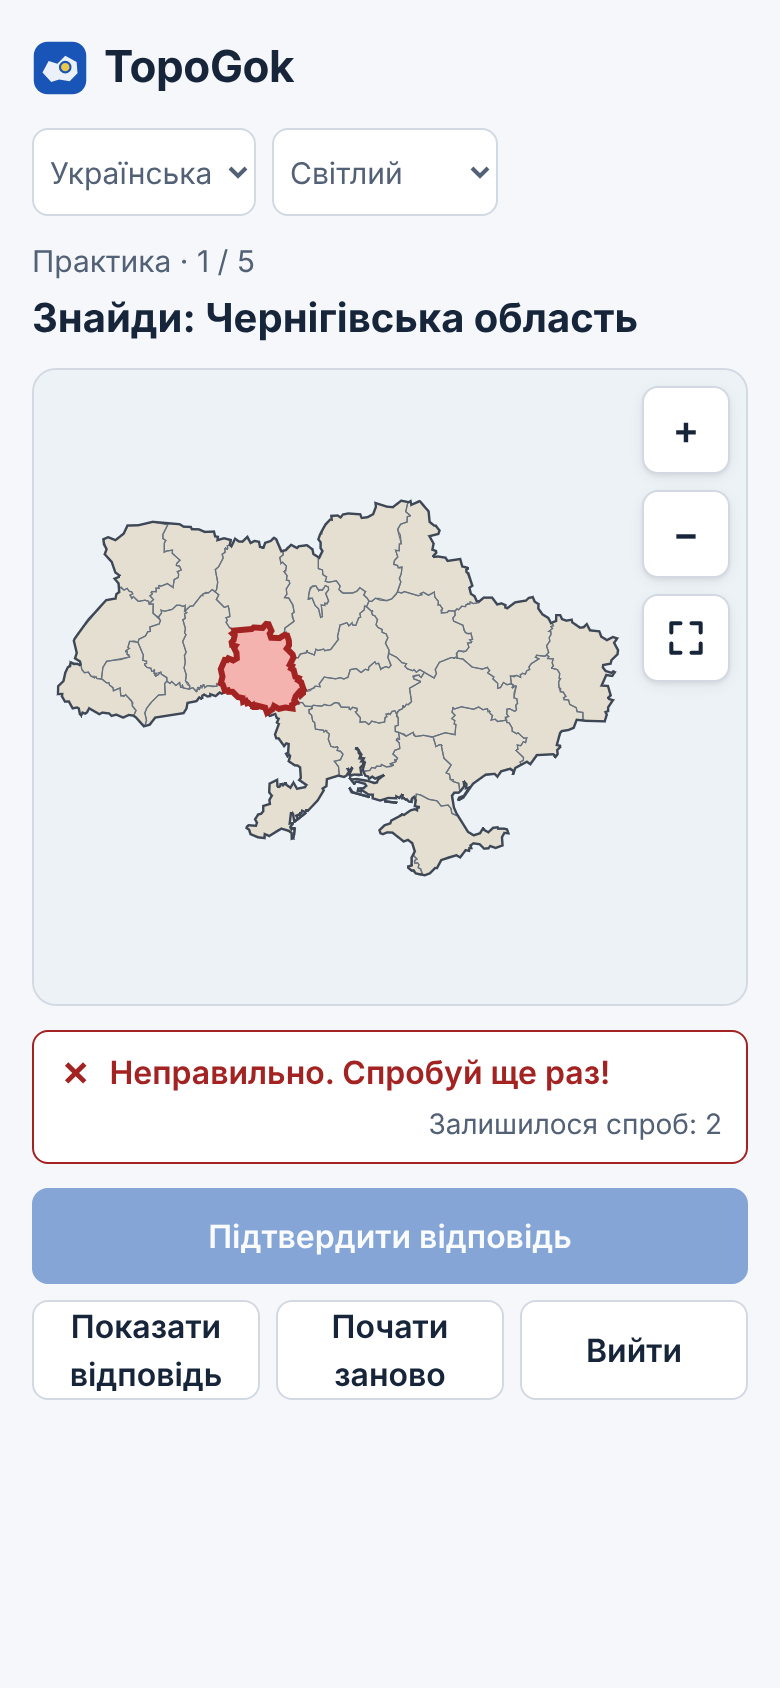 TopoGok
Українська
Світлий
Практика · 1 / 5
Знайди: Чернігівська область
+
−
✕ Неправильно. Спробуй ще раз!
Залишилося спроб: 2
Підтвердити відповідь
Показати
відповідь
Почати
заново
Вийти